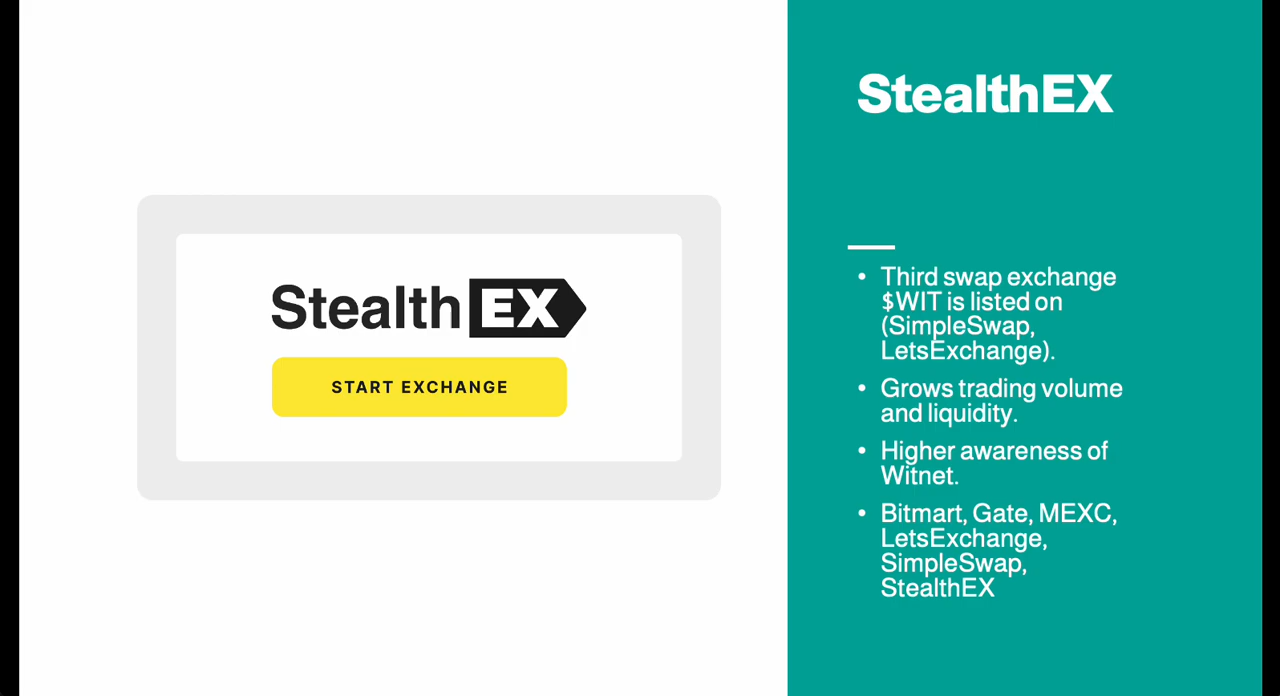 StealthEX
START EXCHANGE
StealthEX
• Third swap exchange
$WIT is listed on
(SimpleSwap,
LetsExchange).
• Grows trading volume
and liquidity.
• Higher awareness of
Witnet.
• Bitmart, Gate, MEXC,
LetsExchange,
SimpleSwap,
StealthEX